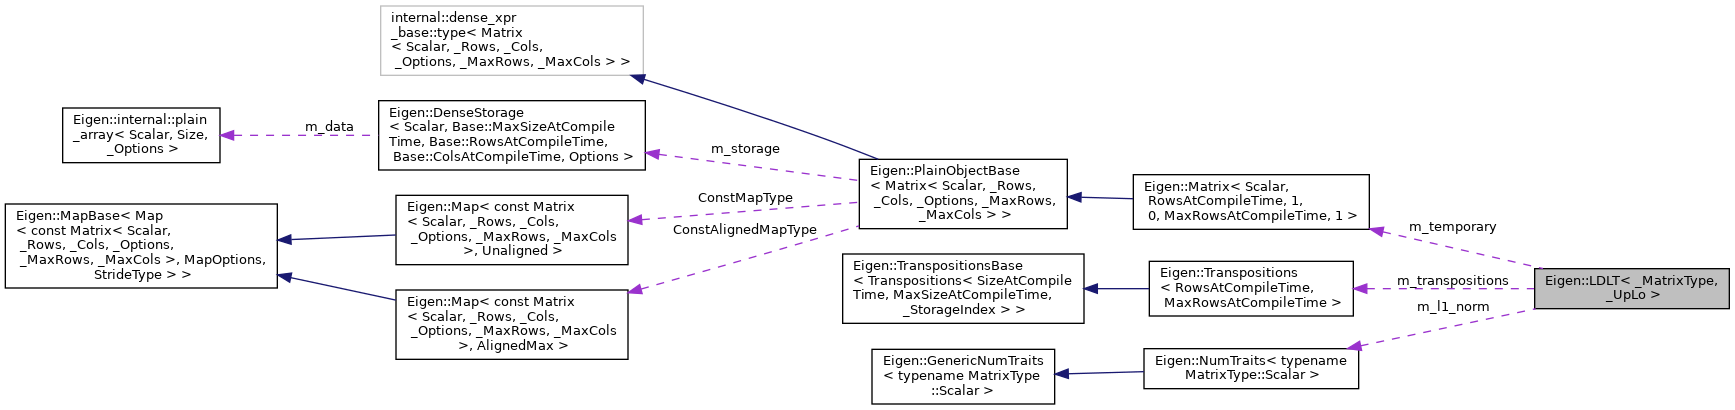 internal::dense_xpr
_base::type< Matrix
< Scalar, _Rows, _Cols,
_Options, _MaxRows, _MaxCols > >
Eigen::internal::plain
_array< Scalar, Size,
_Options >
m_data
Eigen::DenseStorage
< Scalar, Base::MaxSizeAtCompile
Time, Base::RowsAtCompileTime,
Base::ColsAtCompileTime, Options >
m_storage
Eigen::MapBase< Map
< const Matrix< Scalar,
_Rows, _Cols, _Options,
_MaxRows, _MaxCols >, MapOptions,
StrideType > >
Eigen::Map< const Matrix
< Scalar, _Rows, _Cols,
_Options, _MaxRows, _MaxCols
>, Unaligned >
ConstMapType
ConstAlignedMapType
Eigen::Map< const Matrix
< Scalar, _Rows, _Cols,
_Options, _MaxRows, _MaxCols
>, AlignedMax >
Eigen::PlainObjectBase
< Matrix< Scalar, _Rows,
_Cols, _Options, _MaxRows,
_MaxCols > >
Eigen::Matrix< Scalar,
RowsAtCompileTime, 1,
0, MaxRowsAtCompileTime, 1 >
m_temporary
Eigen::TranspositionsBase
< Transpositions< SizeAtCompile
Time, MaxSizeAtCompileTime,
_StorageIndex > >
Eigen::Transpositions
< RowsAtCompileTime,
MaxRowsAtCompileTime >
m_transpositions
Eigen::LDLT< _MatrixType,
_UpLo >
m_l1_norm
Eigen::GenericNumTraits
< typename MatrixType
::Scalar >
Eigen::NumTraits< typename
MatrixType::Scalar >